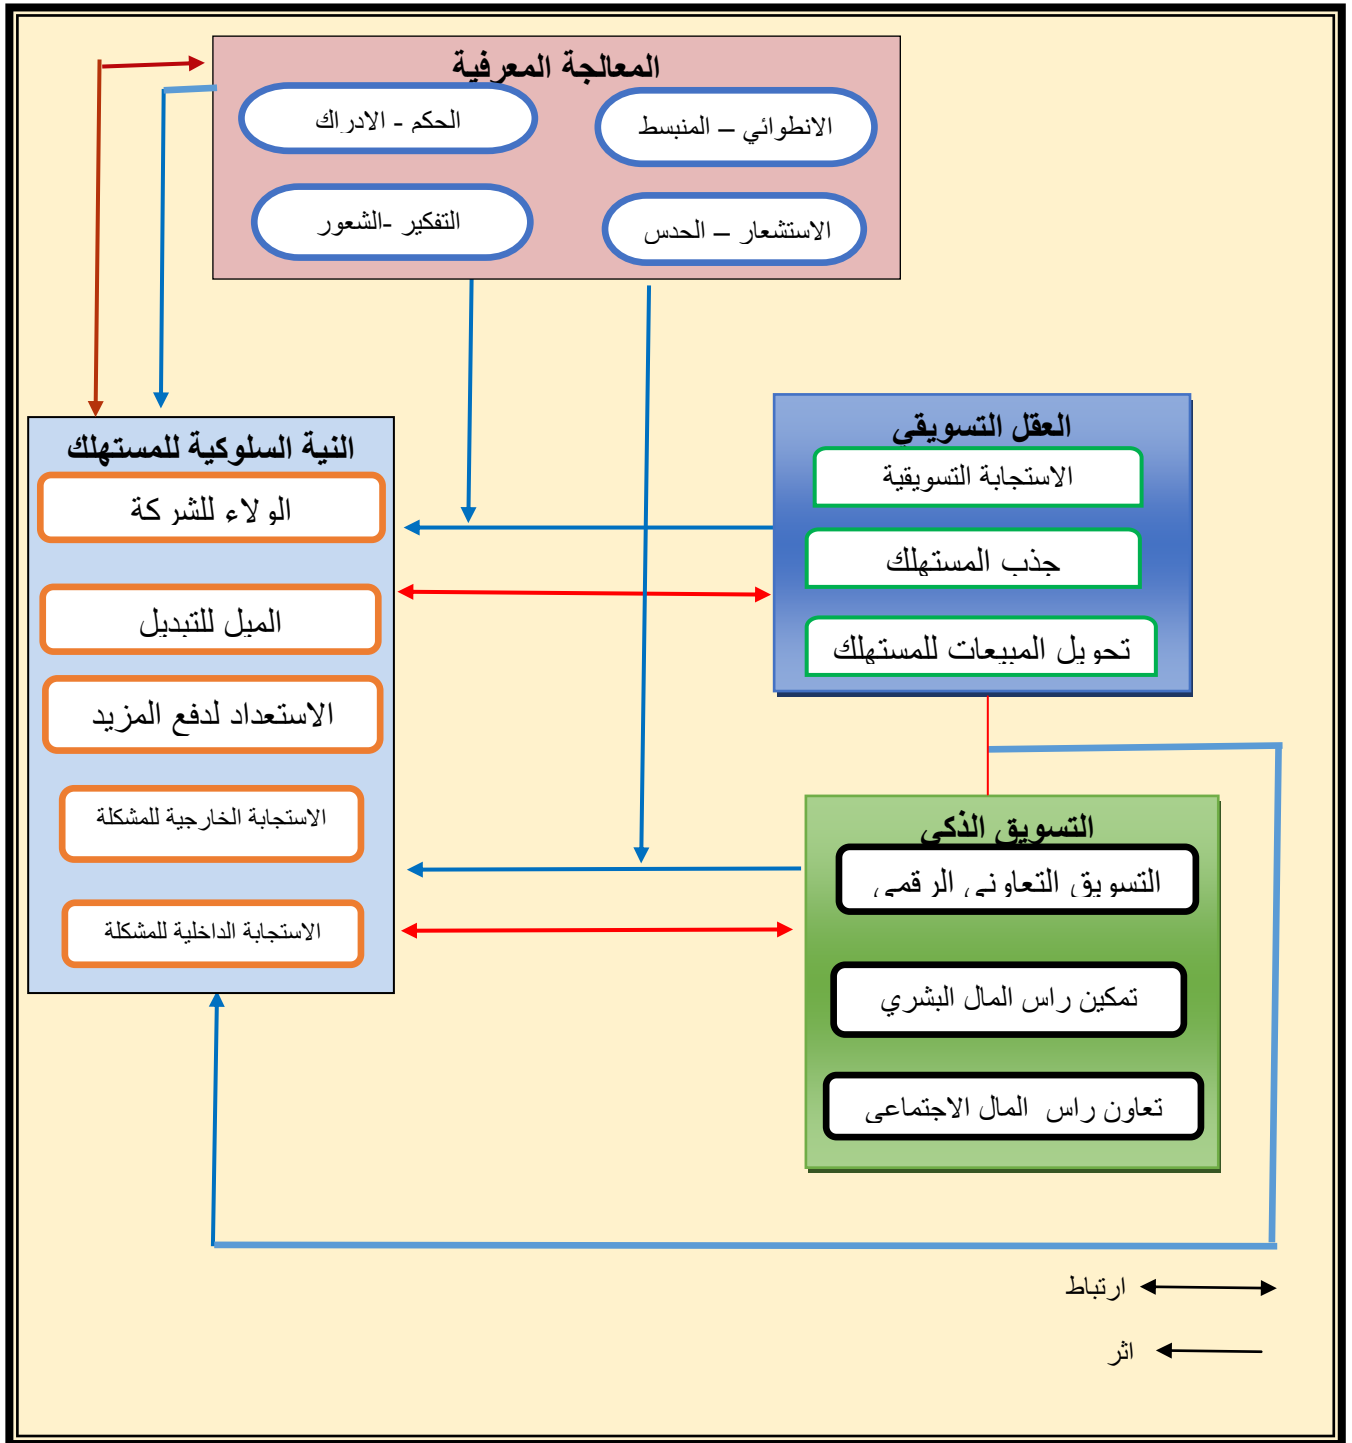 المعالجة المعرفية
الانطوائي – المنبسط
الحكم - الادراك
الاستشعار – الحدس
التفكير -الشعور
العقل التسويقي
الاستجابة التسويقية
جذب المستهلك
تحويل المبيعات للمستهلك
النية السلوكية للمستهلك
الولاء للشركة
الميل للتبديل
الاستعداد لدفع المزيد
الاستجابة الخارجية للمشكلة
الاستجابة الداخلية للمشكلة
التسويق الذكي
التسويق التعاوني الرقمي
تمكين راس المال البشري
تعاون راس المال الاجتماعي
ارتباط
اثر